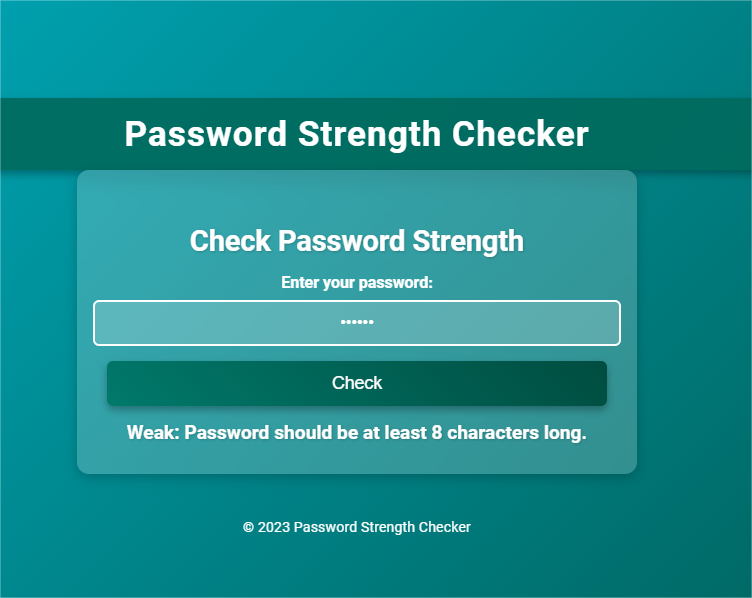 Password Strength Checker
Check Password Strength
Enter your password:
••••••
Check
Weak: Password should be at least 8 characters long.
© 2023 Password Strength Checker